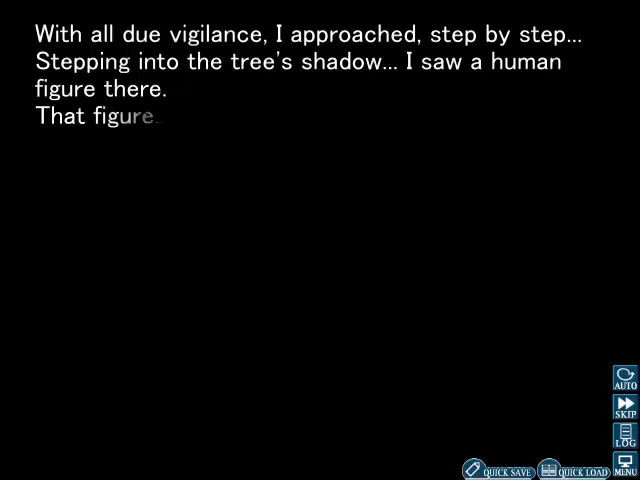 With all due vigilance, I approached, step by step...
Stepping into the tree's shadow... I saw a human
figure there.
That figure..
AUTO
SKIP
LOG
MENU
QUICK SAVE
QUICK LOAD